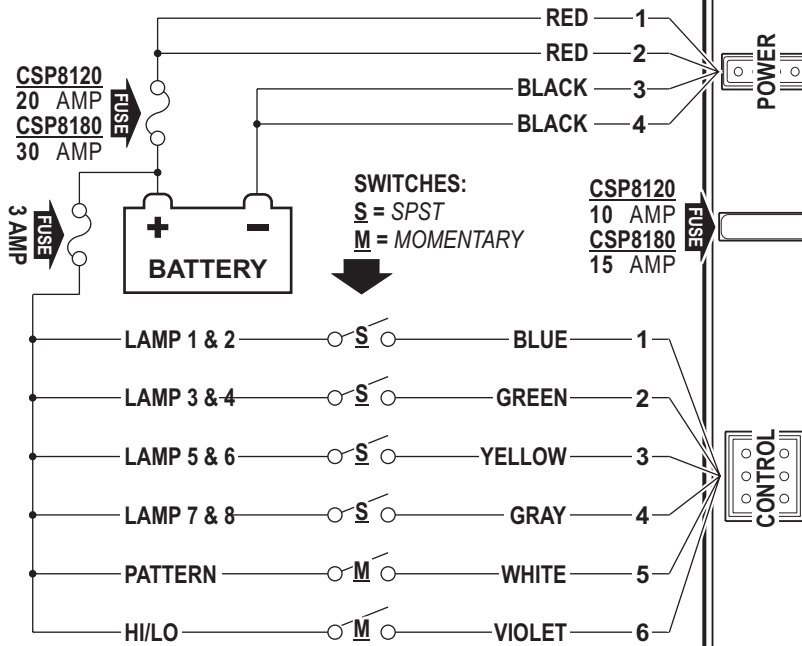 RED 1
RED 2
BLACK 3
BLACK 4
POWER
CSP8120
20 AMP
CSP8180
30 AMP
FUSE
3 AMP
FUSE
+ −
BATTERY
SWITCHES:
S = SPST
M = MOMENTARY
CSP8120
10 AMP
CSP8180
15 AMP
FUSE
LAMP 1 & 2 S BLUE 1
LAMP 3 & 4 S GREEN 2
LAMP 5 & 6 S YELLOW 3
LAMP 7 & 8 S GRAY 4
PATTERN M WHITE 5
HI/LO M VIOLET 6
CONTROL